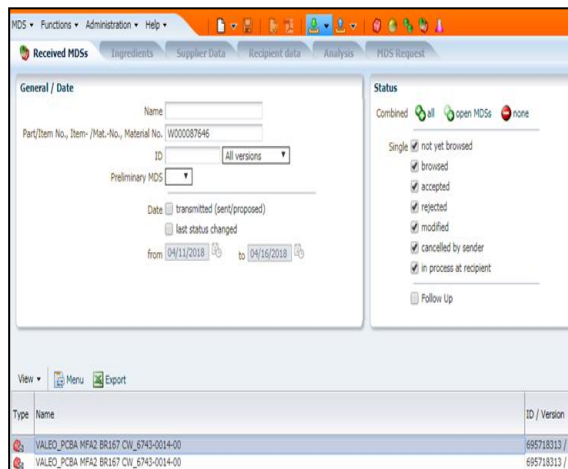 MDS Functions Administration Help
Received MDSs Ingredients Supplier Data Recipient data Analysis MDS Request
General / Date
Name
Part/Item No., Item- /Mat.-No., Material No. W000087646
ID All versions
Preliminary MDS
Date transmitted (sent/proposed)
last status changed
from 04/11/2018 to 04/16/2018
Status
Combined all open MDSs none
Single not yet browsed
browsed
accepted
rejected
modified
cancelled by sender
in process at recipient
Follow Up
View Menu Export
Type Name ID / Version
VALEO_PCBA MFA2 BR167 CW_6743-0014-00 695718313 /
VALEO_PCBA MFA2 BR167 CW_6743-0014-00 695718313 /